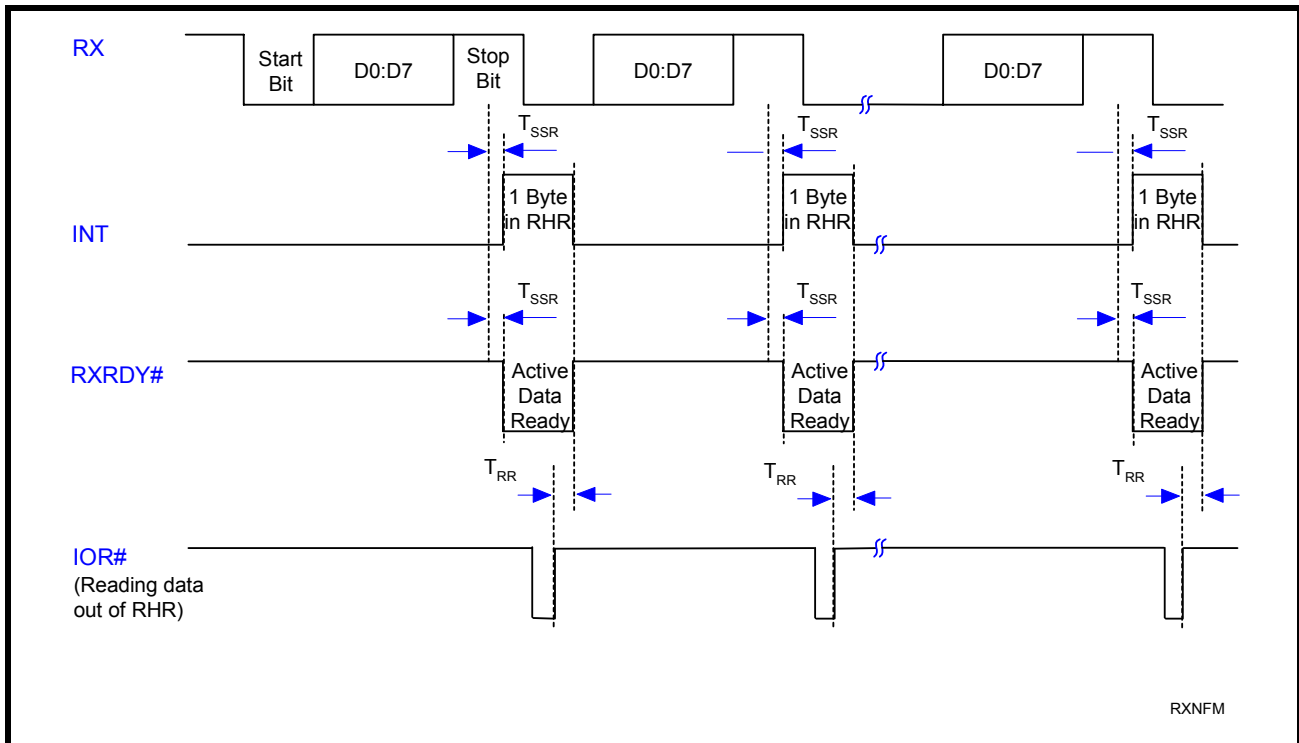 RX
Start
Bit
D0:D7
Stop
Bit
D0:D7
D0:D7
TSSR
TSSR
TSSR
INT
1 Byte
in RHR
1 Byte
in RHR
1 Byte
in RHR
TSSR
TSSR
TSSR
RXRDY#
Active
Data
Ready
Active
Data
Ready
Active
Data
Ready
TRR
TRR
TRR
IOR#
(Reading data
out of RHR)
RXNFM